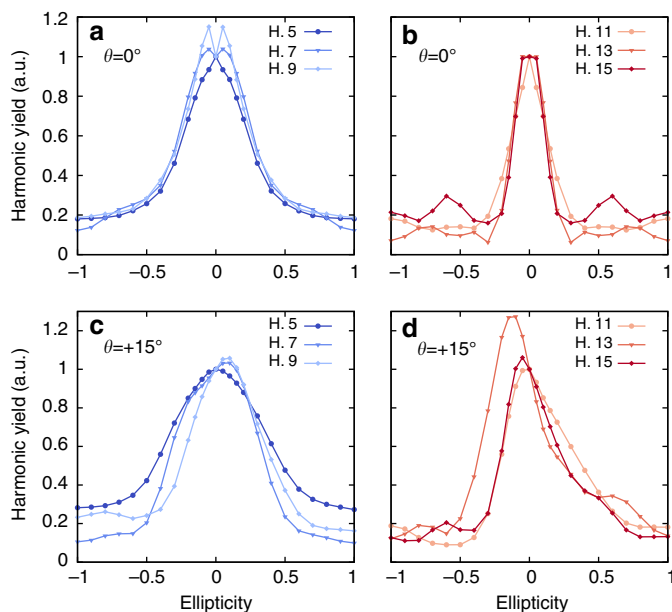 a
θ=0°
H. 5
H. 7
H. 9
Harmonic yield (a.u.)
1.2
1
0.8
0.6
0.4
0.2
0
−1
−0.5
0
0.5
1
b
θ=0°
H. 11
H. 13
H. 15
−1
−0.5
0
0.5
1
c
θ=+15°
H. 5
H. 7
H. 9
Harmonic yield (a.u.)
1.2
1
0.8
0.6
0.4
0.2
0
−1
−0.5
0
0.5
1
Ellipticity
d
θ=+15°
H. 11
H. 13
H. 15
−1
−0.5
0
0.5
1
Ellipticity